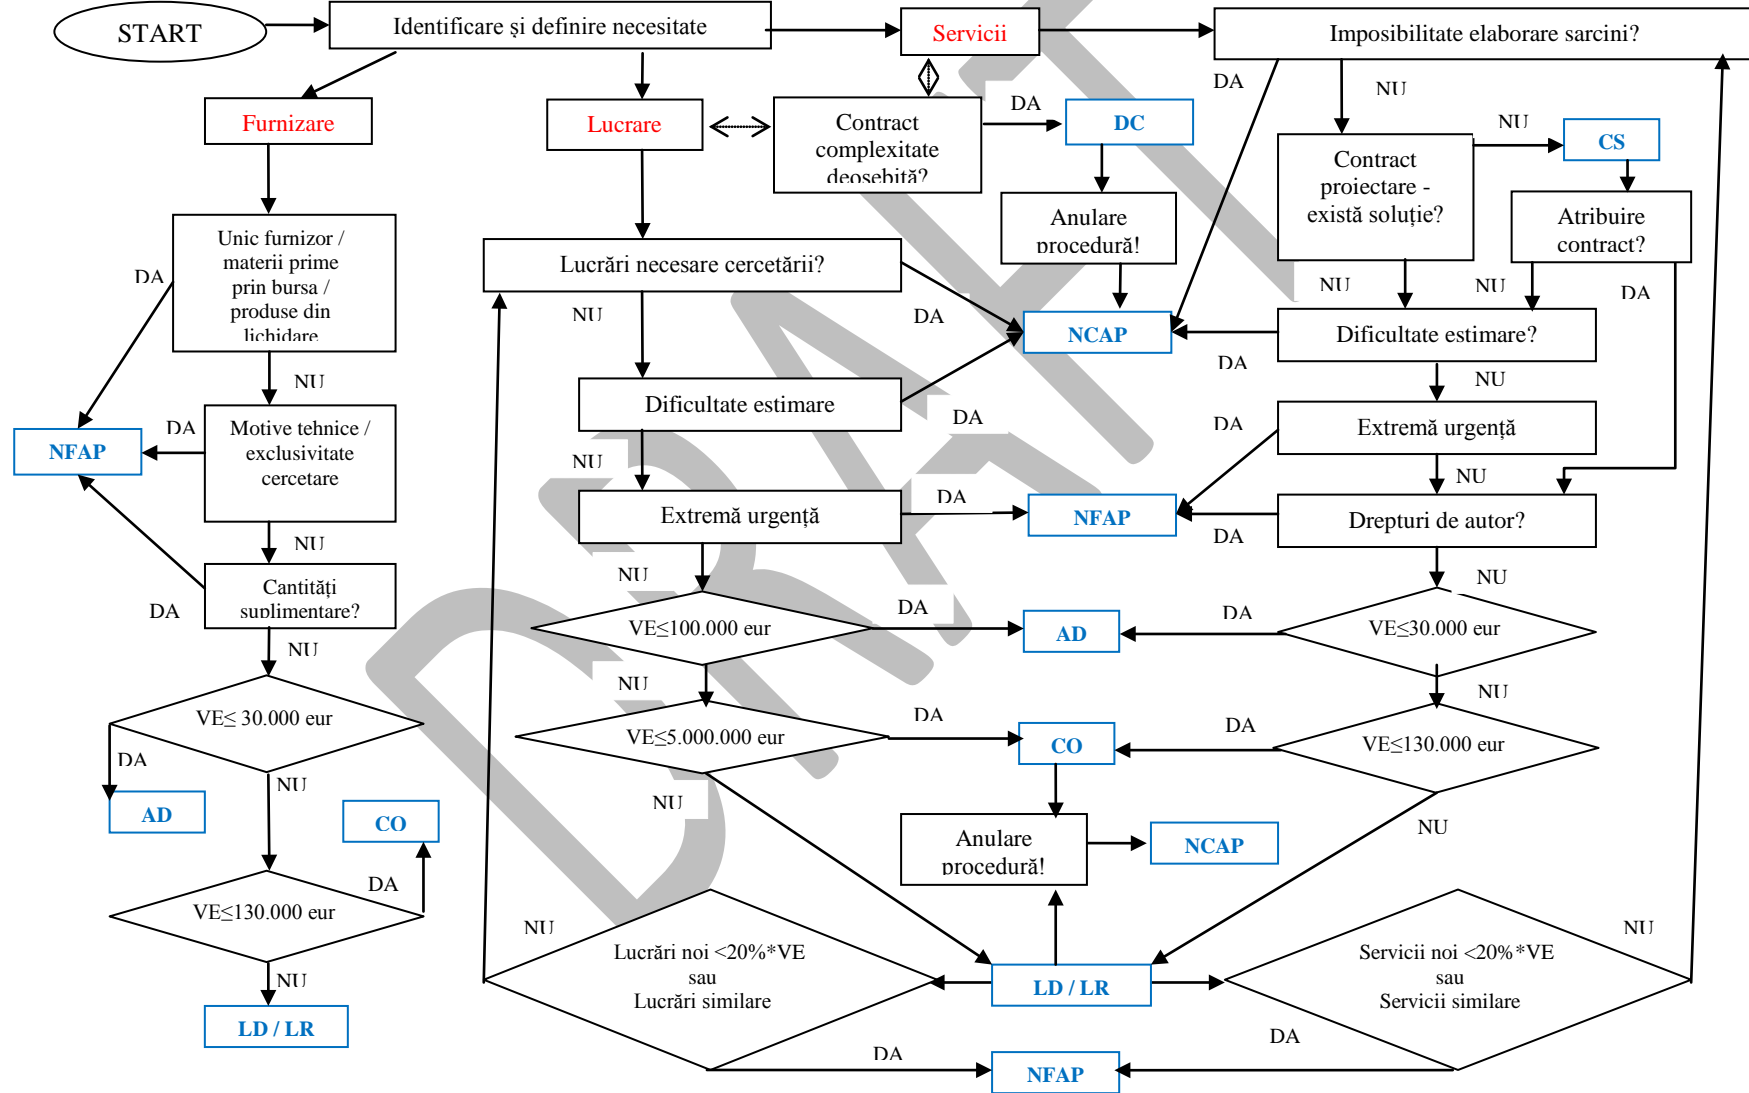 START
Identificare și definire necesitate
Servicii
Imposibilitate elaborare sarcini?
DA
NU
Furnizare
Lucrare
Contract
complexitate
deosebită?
DA
DC
Contract
proiectare -
există soluție?
NU
CS
Anulare
procedură!
Atribuire
contract?
Unic furnizor /
materii prime
prin bursa /
produse din
lichidare
DA
Lucrări necesare cercetării?
NU
DA
NU
NU
DA
NCAP
Dificultate estimare?
DA
NU
NU
Dificultate estimare
NFAP
DA
Motive tehnice /
exclusivitate
cercetare
DA
DA
Extremă urgență
NU
NU
Extremă urgență
DA
NFAP
DA
Drepturi de autor?
NU
Cantități
suplimentare?
DA
NU
NU
NU
VE≤100.000 eur
DA
AD
DA
VE≤30.000 eur
NU
NU
VE≤ 30.000 eur
NU
VE≤5.000.000 eur
DA
CO
DA
VE≤130.000 eur
DA
NU
AD
CO
NU
NU
Anulare
procedură!
NCAP
DA
VE≤130.000 eur
NU
NU
Lucrări noi <20%*VE
sau
Lucrări similare
LD / LR
Servicii noi <20%*VE
sau
Servicii similare
NU
LD / LR
DA
NFAP
DA
DRAFT